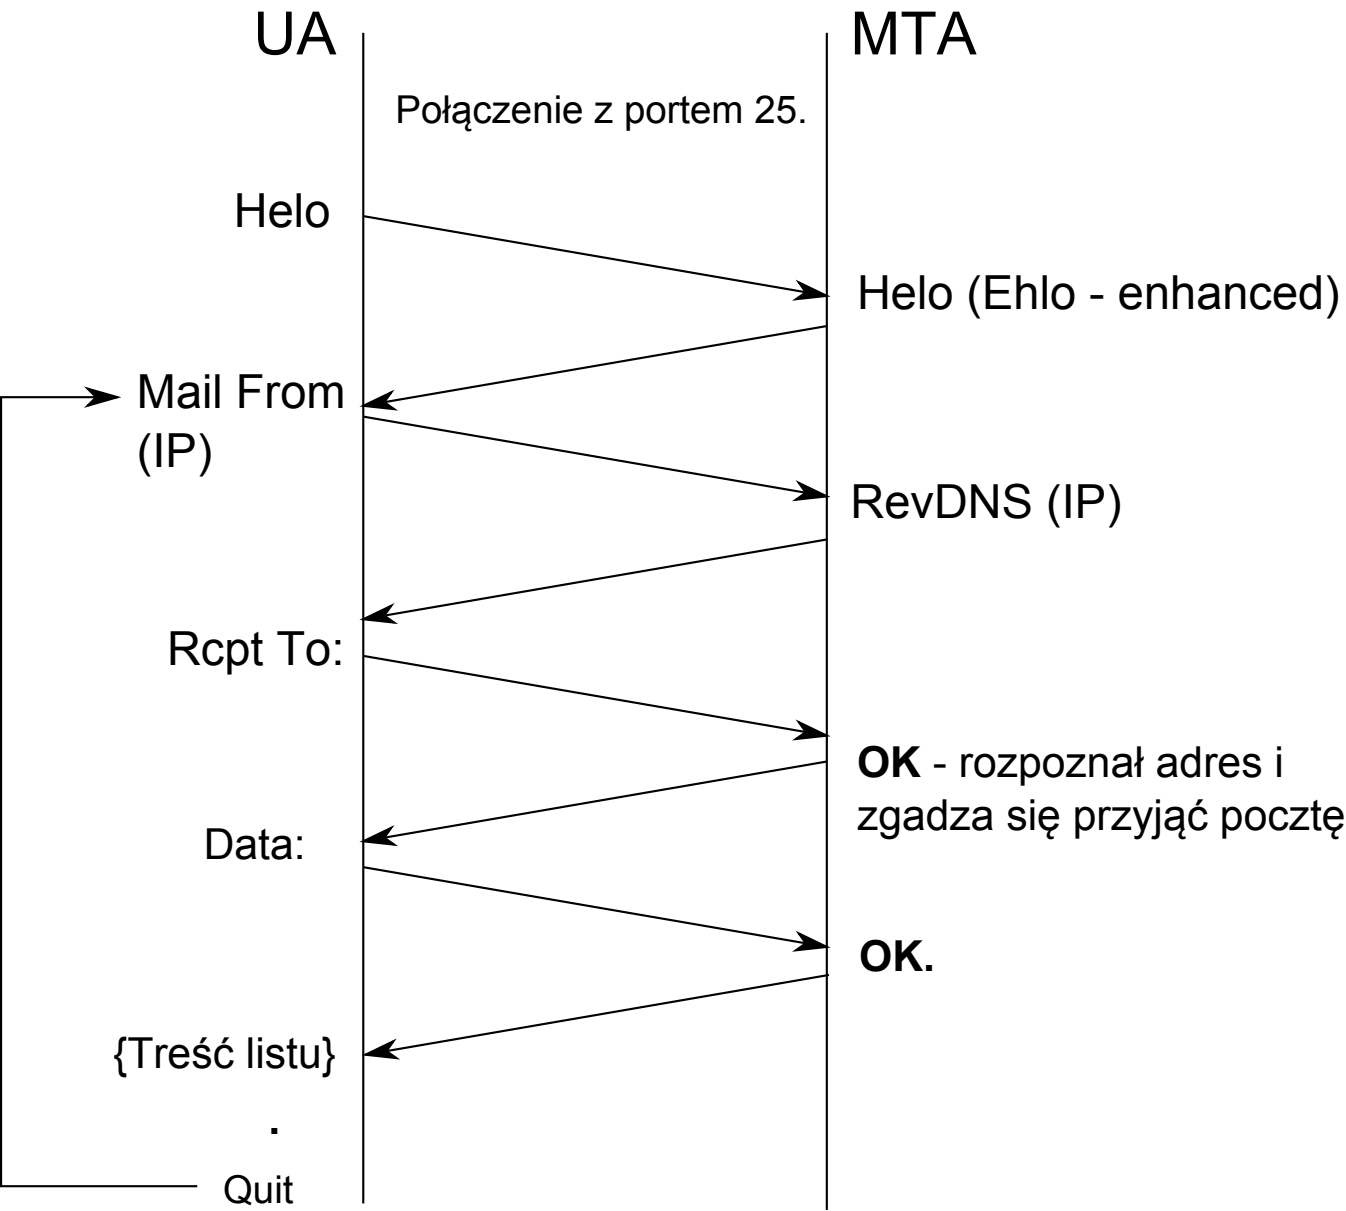 UA
MTA
Połączenie z portem 25.
Helo
Helo (Ehlo - enhanced)
Mail From
(IP)
RevDNS (IP)
Rcpt To:
OK - rozpoznał adres i
zgadza się przyjąć pocztę
Data:
OK.
{Treść listu}
.
Quit